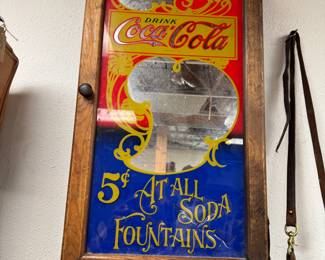 DRINK
Coca-Cola
5¢
AT ALL
SODA
FOUNTAINS